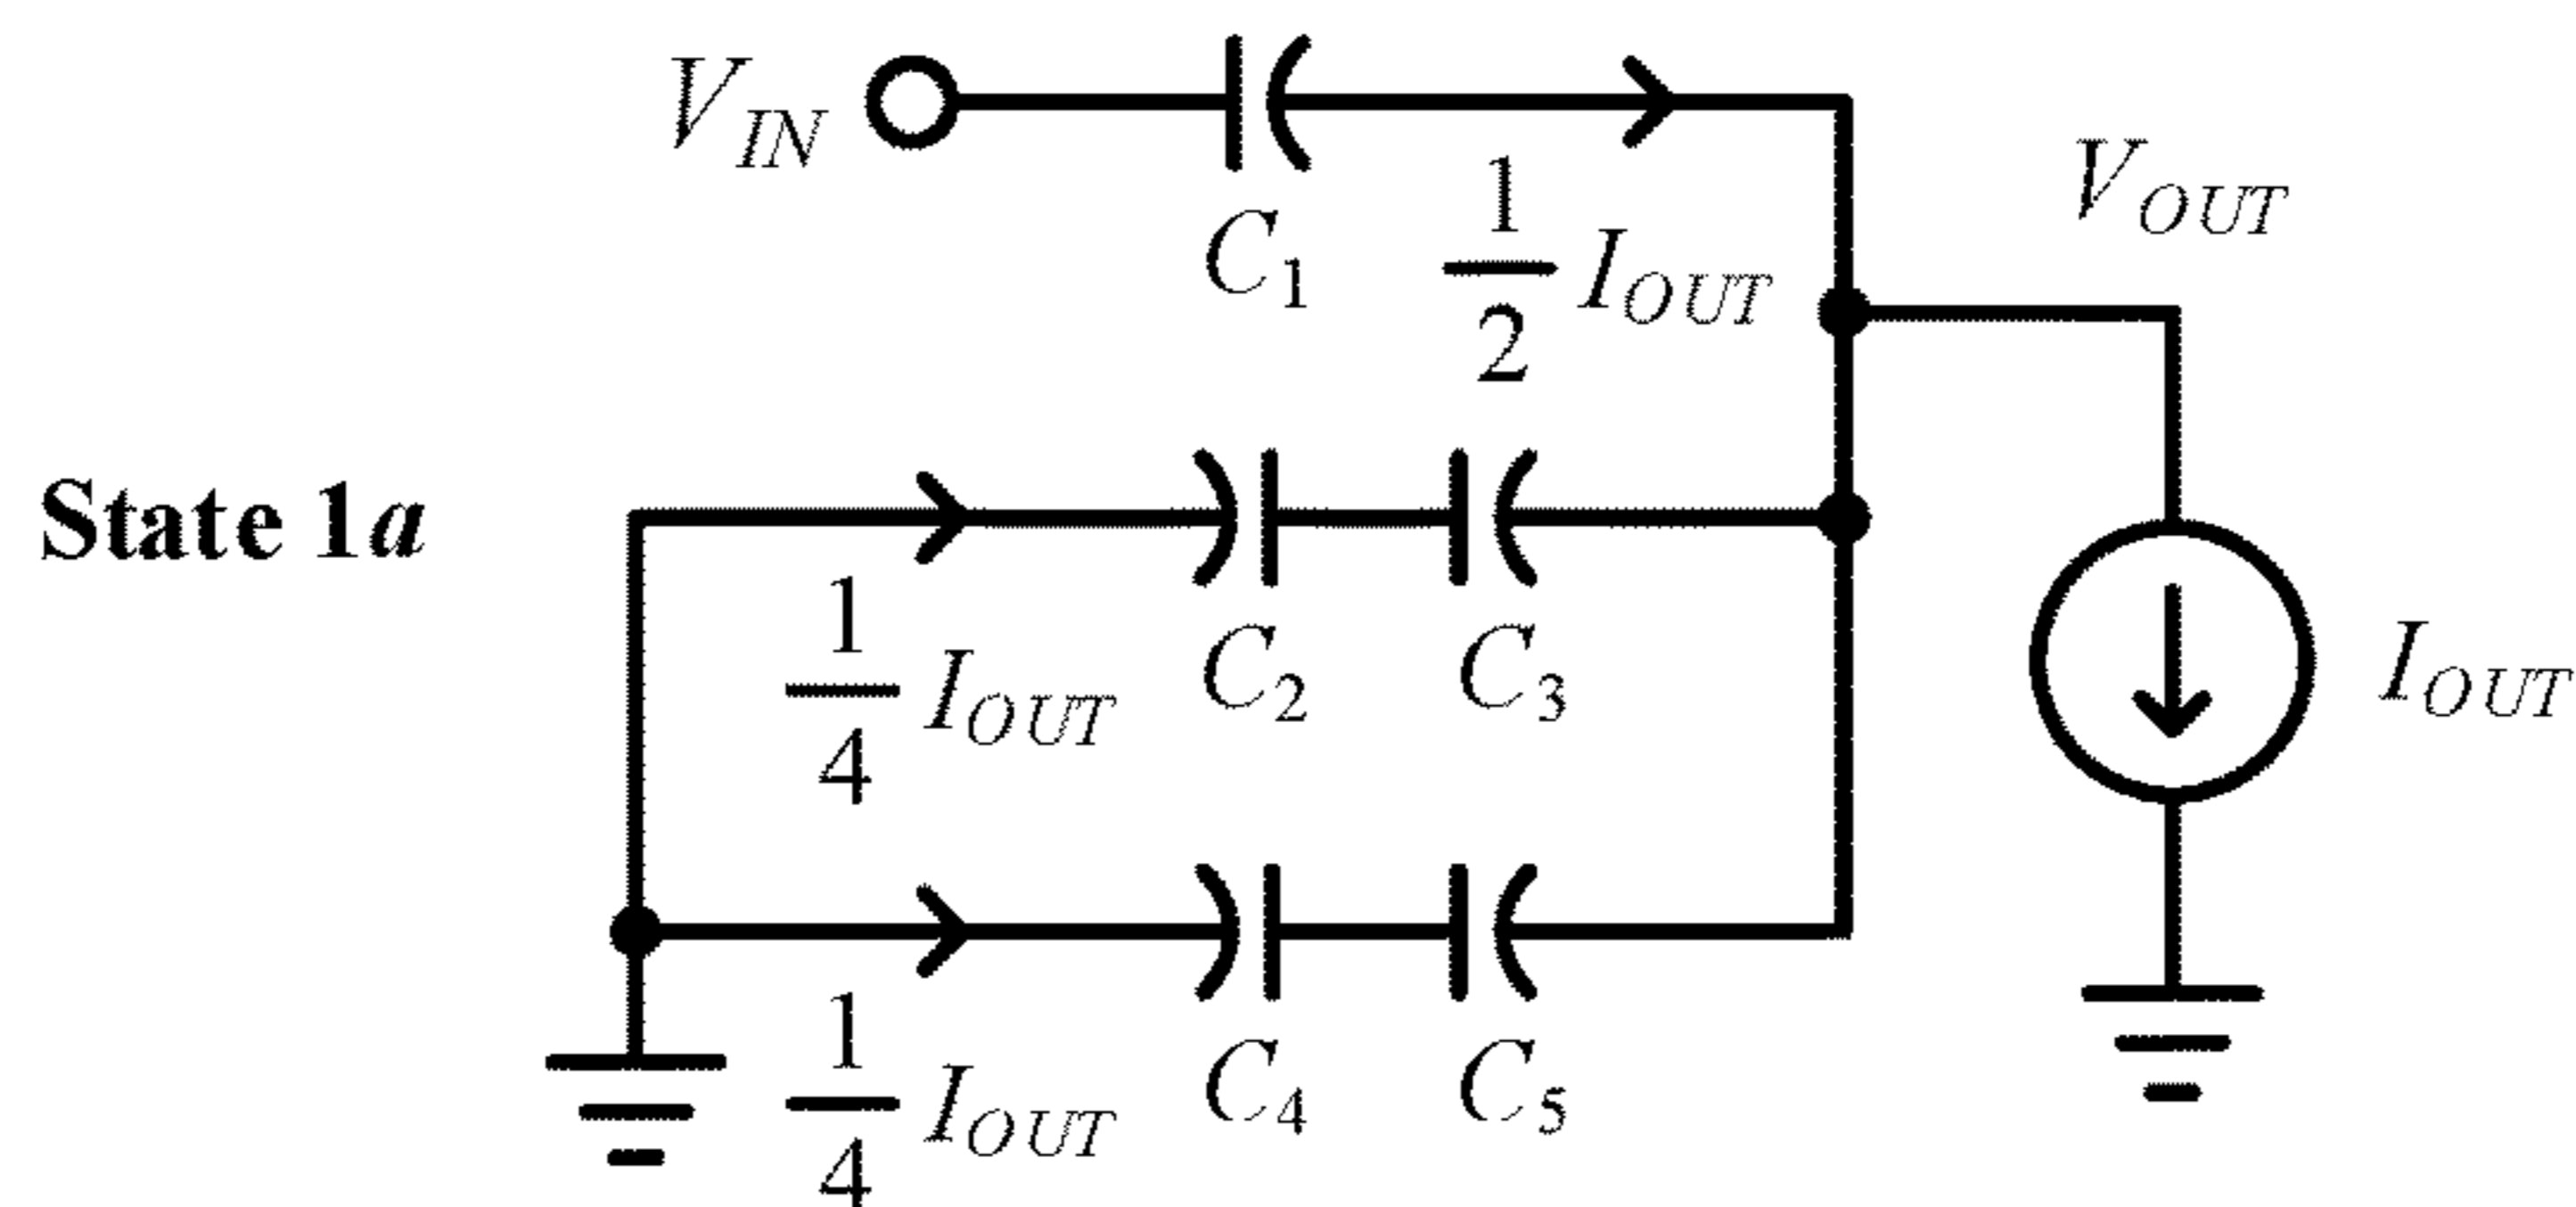 V_IN
C_1
1/2 I_OUT
V_OUT
State 1a
1/4 I_OUT
C_2
C_3
I_OUT
1/4 I_OUT
C_4
C_5